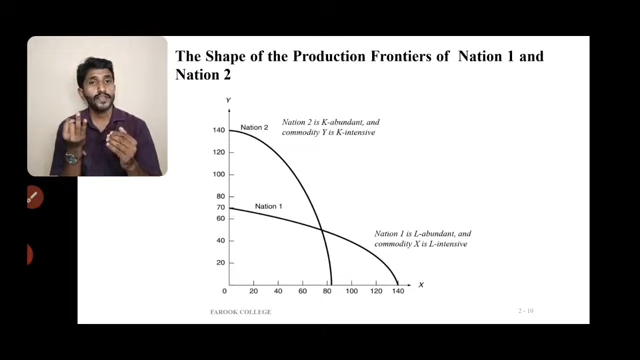 The Shape of the Production Frontiers of Nation 1 and
Nation 2
Y
140
Nation 2
Nation 2 is K-abundant, and
commodity Y is K-intensive
120
100
80
70
Nation 1
60
Nation 1 is L-abundant, and
commodity X is L-intensive
40
20
0
20
40
60
80
100
120
140
X
FAROOK COLLEGE
2 - 10